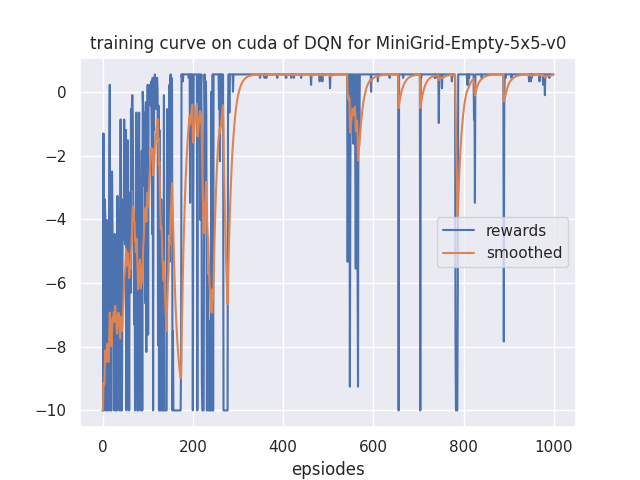 training curve on cuda of DQN for MiniGrid-Empty-5x5-v0
0
−2
−4
−6
−8
−10
rewards
smoothed
0 200 400 600 800 1000
epsiodes